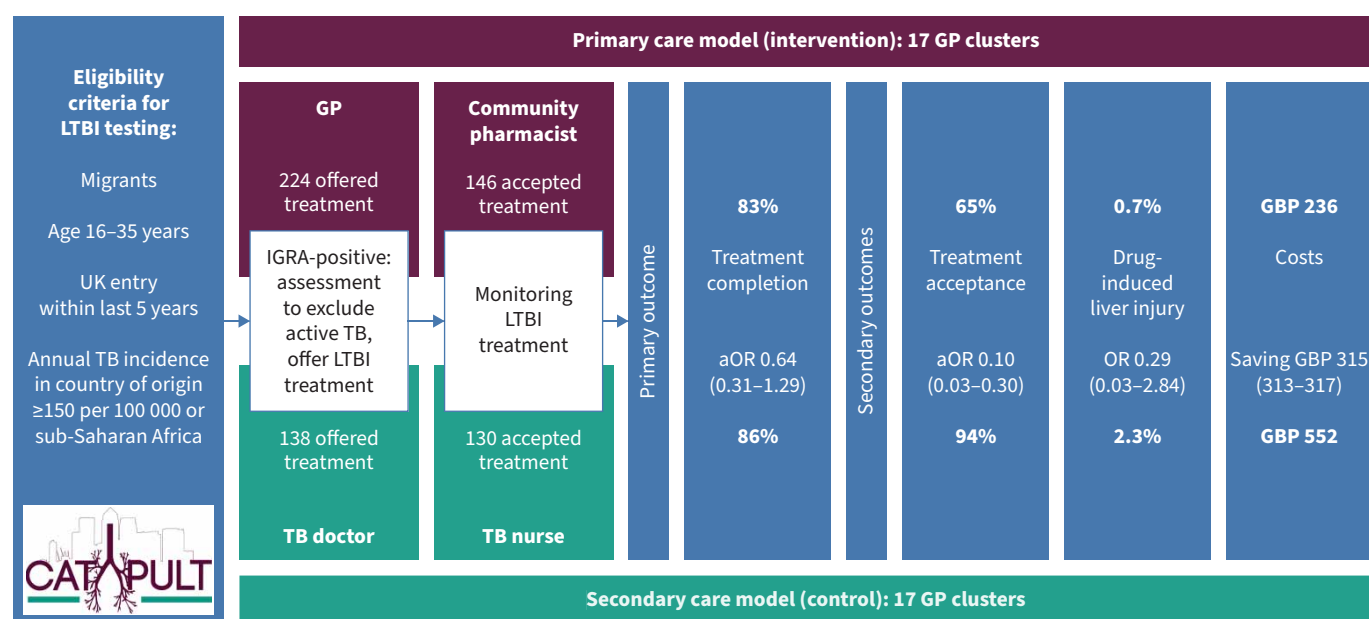 Primary care model (intervention): 17 GP clusters
Eligibility
criteria for
LTBI testing:
Migrants
Age 16–35 years
UK entry
within last 5 years
Annual TB incidence
in country of origin
≥150 per 100 000 or
sub-Saharan Africa
CATAPULT
GP
224 offered
treatment
IGRA-positive:
assessment
to exclude
active TB,
offer LTBI
treatment
138 offered
treatment
TB doctor
Community
pharmacist
146 accepted
treatment
Monitoring
LTBI
treatment
130 accepted
treatment
TB nurse
Primary outcome
83%
Treatment
completion
aOR 0.64
(0.31–1.29)
86%
Secondary outcomes
65%
Treatment
acceptance
aOR 0.10
(0.03–0.30)
94%
0.7%
Drug-
induced
liver injury
OR 0.29
(0.03–2.84)
2.3%
GBP 236
Costs
Saving GBP 315
(313–317)
GBP 552
Secondary care model (control): 17 GP clusters